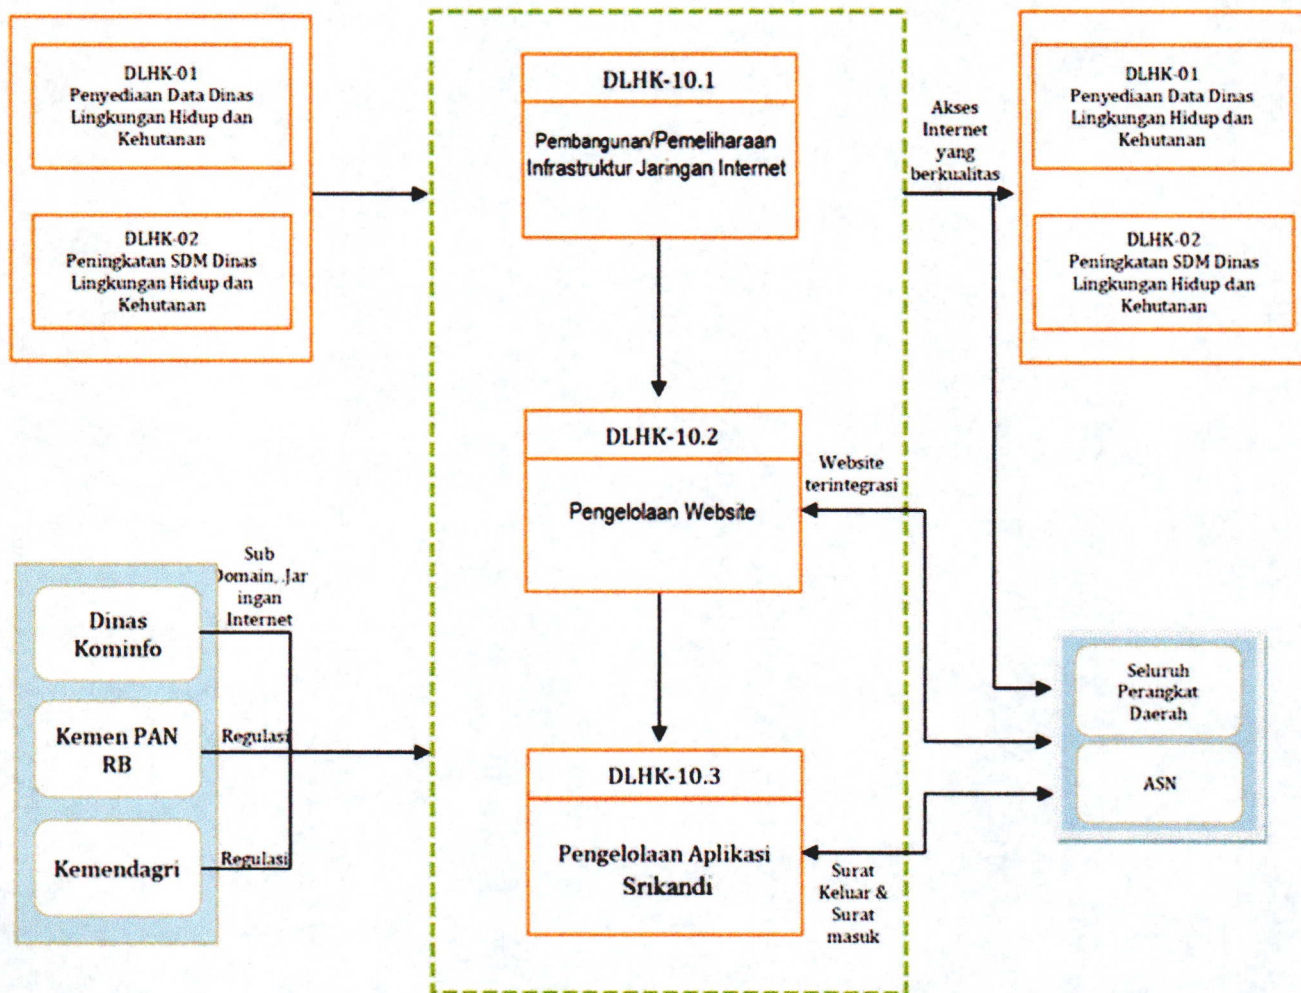 DLHK-01
Penyediaan Data Dinas
Lingkungan Hidup dan
Kehutanan
DLHK-02
Peningkatan SDM Dinas
Lingkungan Hidup dan
Kehutanan
Dinas
Kominfo
Kemen PAN
RB
Kemendagri
Sub
Domain, Jar
ingan
Internet
Regulasi
Regulasi
DLHK-10.1
Pembangunan/Pemeliharaan
Infrastruktur Jaringan Internet
DLHK-10.2
Pengelolaan Website
DLHK-10.3
Pengelolaan Aplikasi
Srikandi
Akses
Internet
yang
berkualitas
Website
terintegrasi
Surat
Keluar &
Surat
masuk
DLHK-01
Penyediaan Data Dinas
Lingkungan Hidup dan
Kehutanan
DLHK-02
Peningkatan SDM Dinas
Lingkungan Hidup dan
Kehutanan
Seluruh
Perangkat
Daerah
ASN